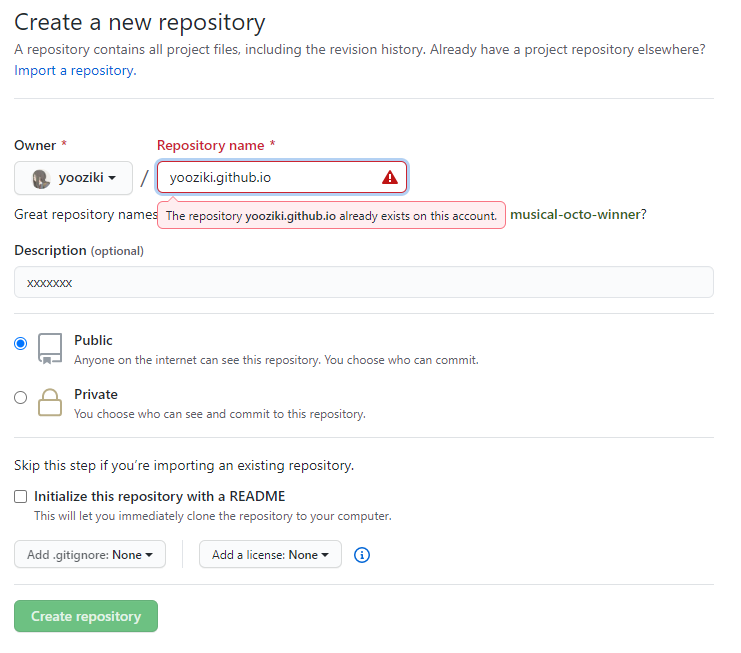 Create a new repository
A repository contains all project files, including the revision history. Already have a project repository elsewhere?
Import a repository.
Owner *
Repository name *
yooziki
/
yooziki.github.io
Great repository names
The repository yooziki.github.io already exists on this account.
musical-octo-winner?
Description (optional)
xxxxxxx
Public
Anyone on the internet can see this repository. You choose who can commit.
Private
You choose who can see and commit to this repository.
Skip this step if you’re importing an existing repository.
Initialize this repository with a README
This will let you immediately clone the repository to your computer.
Add .gitignore: None
Add a license: None
Create repository